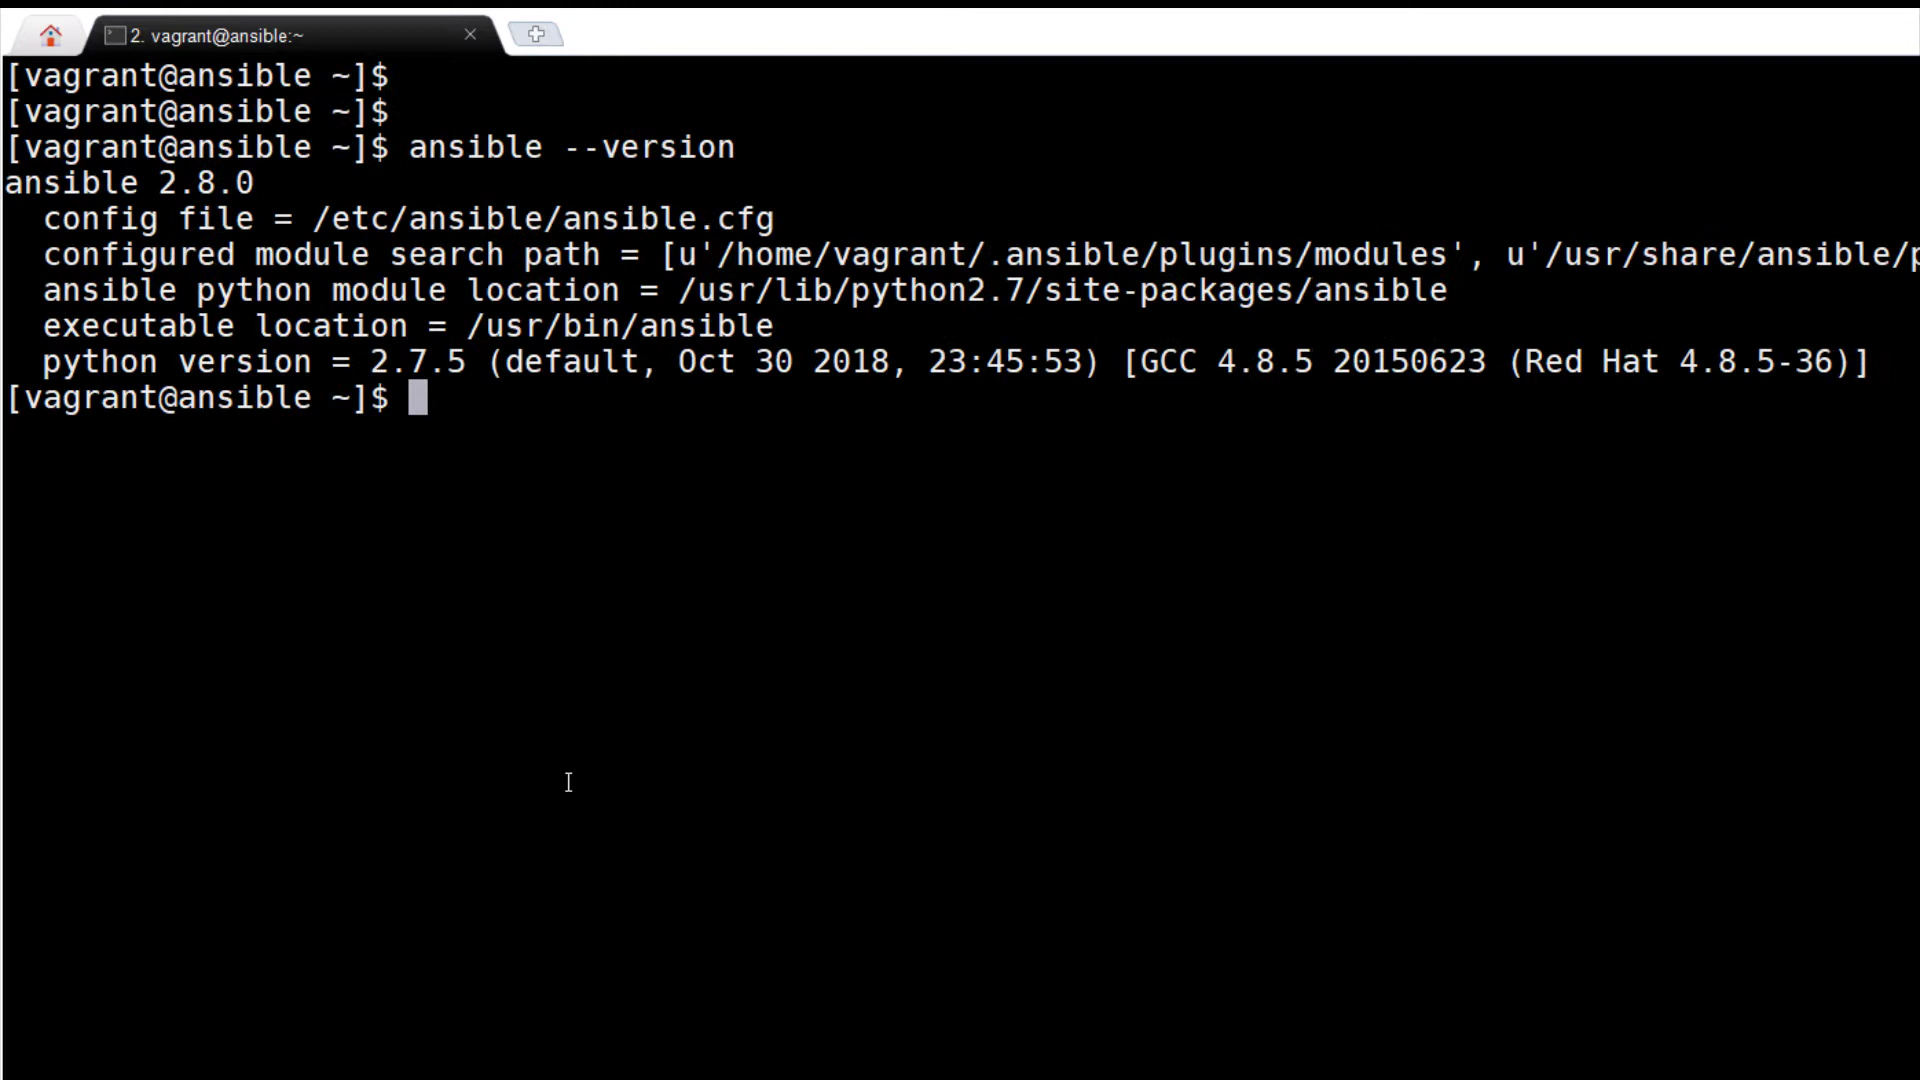 2. vagrant@ansible:~
[vagrant@ansible ~]$
[vagrant@ansible ~]$
[vagrant@ansible ~]$ ansible --version
ansible 2.8.0
  config file = /etc/ansible/ansible.cfg
  configured module search path = [u'/home/vagrant/.ansible/plugins/modules', u'/usr/share/ansible/p
  ansible python module location = /usr/lib/python2.7/site-packages/ansible
  executable location = /usr/bin/ansible
  python version = 2.7.5 (default, Oct 30 2018, 23:45:53) [GCC 4.8.5 20150623 (Red Hat 4.8.5-36)]
[vagrant@ansible ~]$